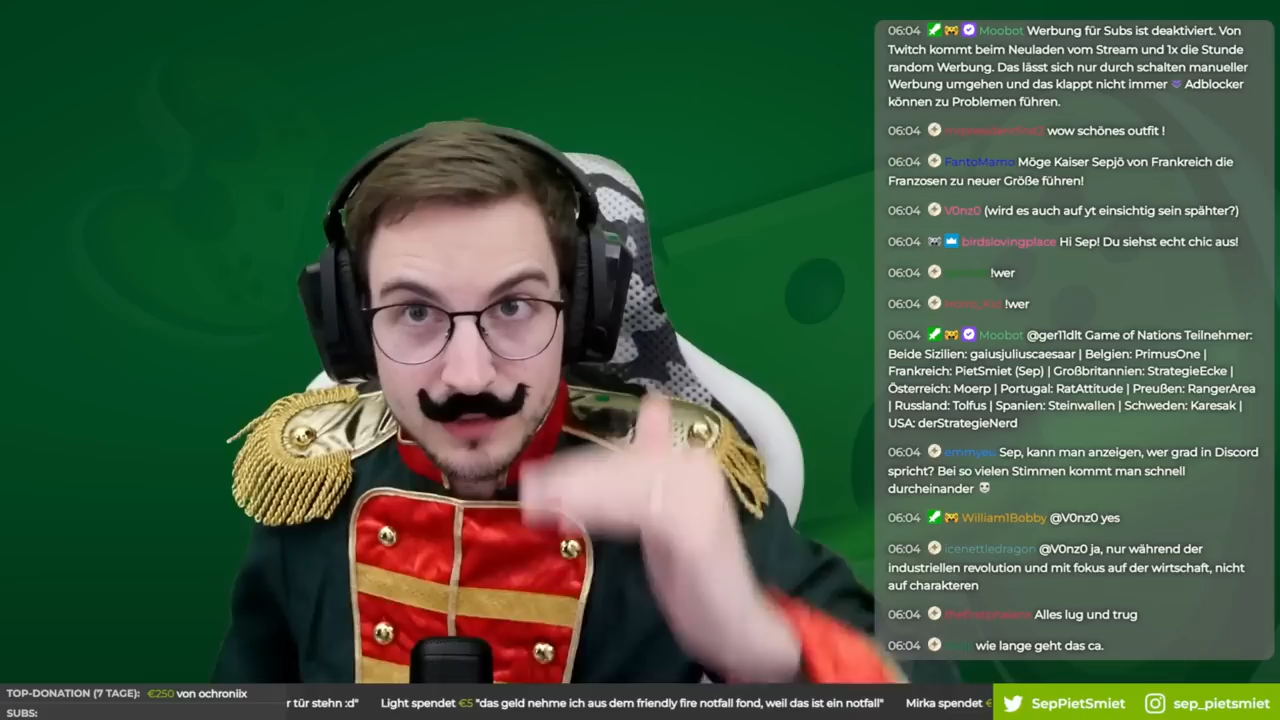 06:04 Moobot Werbung für Subs ist deaktiviert. Von
Twitch kommt beim Neuladen vom Stream und 1x die Stunde
random Werbung. Das lässt sich nur durch schalten manueller
Werbung umgehen und das klappt nicht immer Adblocker
können zu Problemen führen.
06:04 wow schönes outfit !
06:04 FantoMamo Möge Kaiser Sepjö von Frankreich die
Franzosen zu neuer Größe führen!
06:04 V0nz0 (wird es auch auf yt einsichtig sein spähter?)
06:04 birdslovingplace Hi Sep! Du siehst echt chic aus!
06:04 !wer
06:04 !wer
06:04 Moobot @ger11dlt Game of Nations Teilnehmer:
Beide Sizilien: gaiusjuliuscaesaar | Belgien: PrimusOne |
Frankreich: PietSmiet (Sep) | Großbritannien: StrategieEcke |
Österreich: Moerp | Portugal: RatAttitude | Preußen: RangerArea
| Russland: Tolfus | Spanien: Steinwallen | Schweden: Karesak |
USA: derStrategieNerd
06:04 emmyeu Sep, kann man anzeigen, wer grad in Discord
spricht? Bei so vielen Stimmen kommt man schnell
durcheinander
06:04 William1Bobby @V0nz0 yes
06:04 icenettledragon @V0nz0 ja, nur während der
industriellen revolution und mit fokus auf der wirtschaft, nicht
auf charakteren
06:04 Alles lug und trug
06:04 wie lange geht das ca.
TOP-DONATION (7 TAGE): €250 von ochroniix
SUBS:
r tür stehn :d" Light spendet €5 "das geld nehme ich aus dem friendly fire notfall fond, weil das ist ein notfall" Mirka spendet €
SepPietSmiet sep_pietsmiet